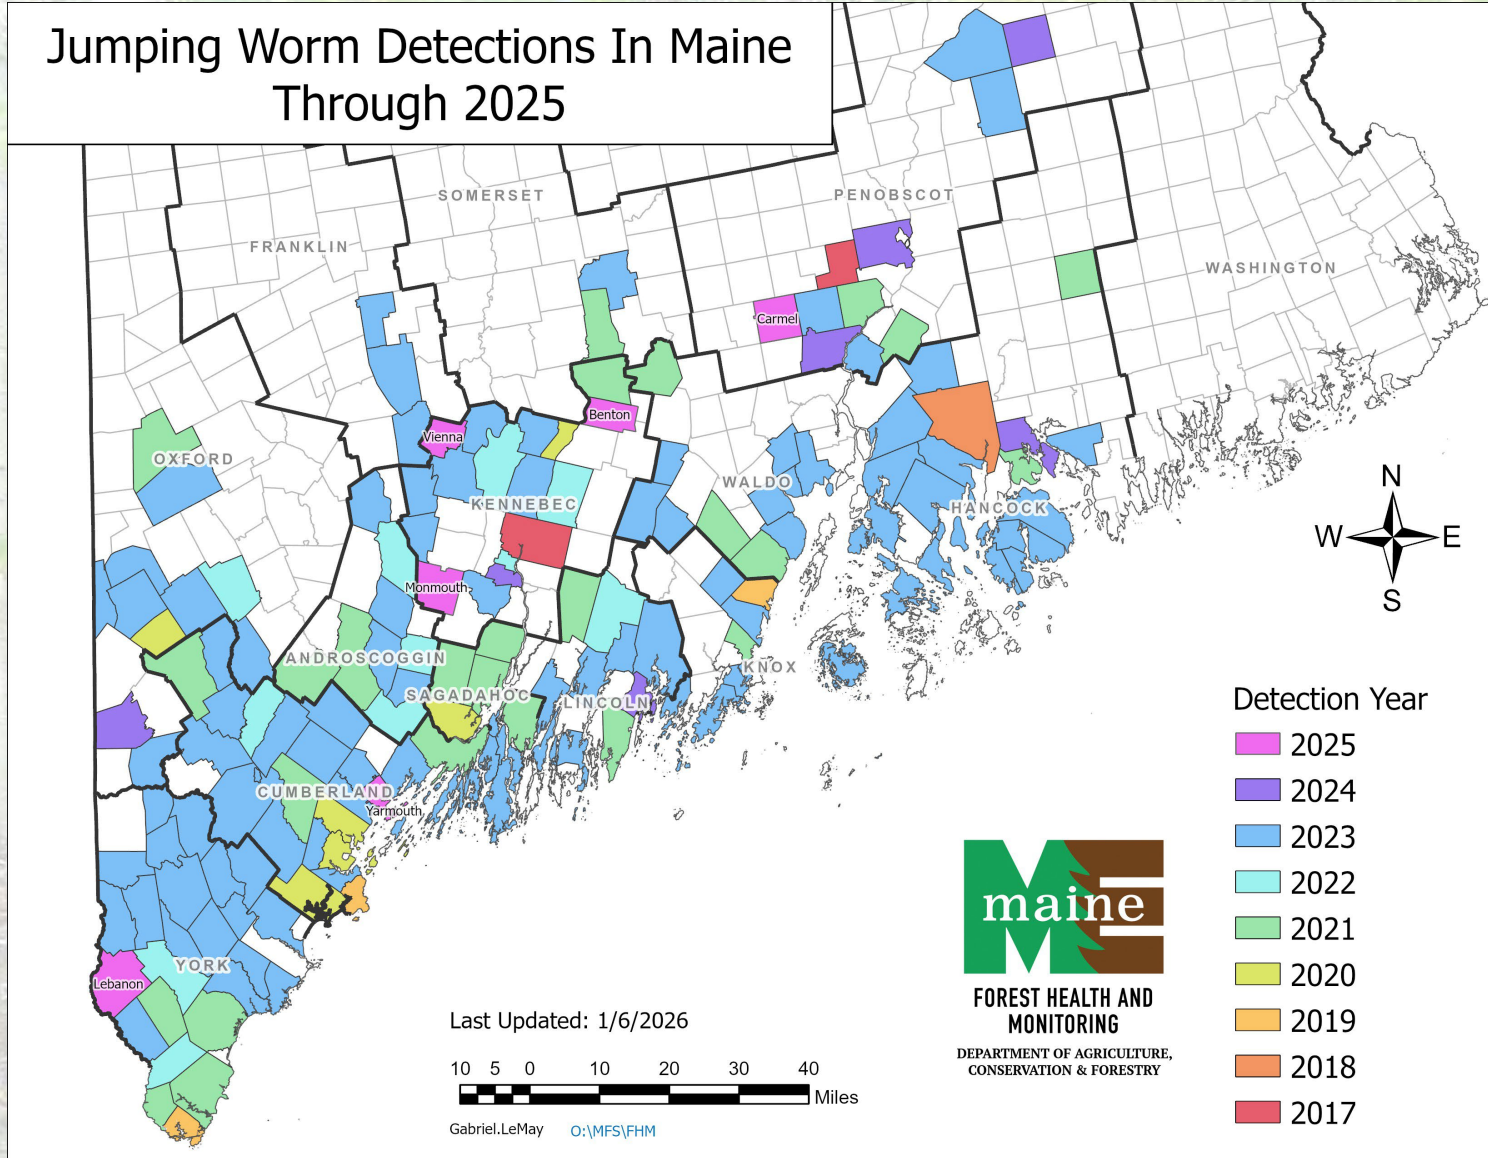 Jumping Worm Detections In Maine
Through 2025
SOMERSET
PENOBSCOT
FRANKLIN
WASHINGTON
Carmel
Benton
Vienna
OXFORD
WALDO
KENNEBEC
HANCOCK
Monmouth
ANDROSCOGGIN
KNOX
SAGADAHOC
LINCOLN
CUMBERLAND
Yarmouth
YORK
Lebanon
N
W
E
S
Detection Year
2025
2024
2023
2022
2021
2020
2019
2018
2017
maine
FOREST HEALTH AND
MONITORING
DEPARTMENT OF AGRICULTURE,
CONSERVATION & FORESTRY
Last Updated: 1/6/2026
10 5 0 10 20 30 40
Miles
Gabriel.LeMay O:\MFS\FHM